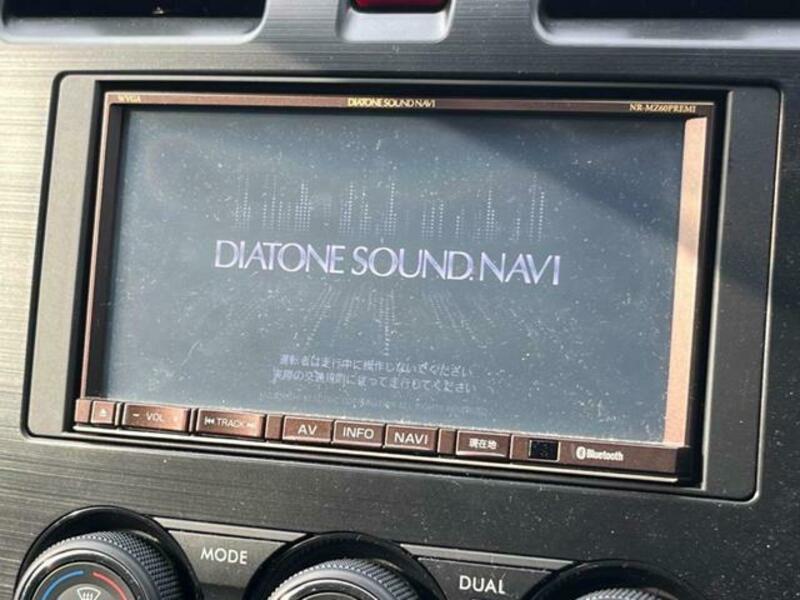 WVGA DIATONE SOUND.NAVI NR-MZ60PREMI
DIATONE SOUND.NAVI
運転者は走行中に操作しないでください
実際の交通規制に従って走行してください
− VOL + TRACK AV INFO NAVI 現在地 Bluetooth
MODE
DUAL